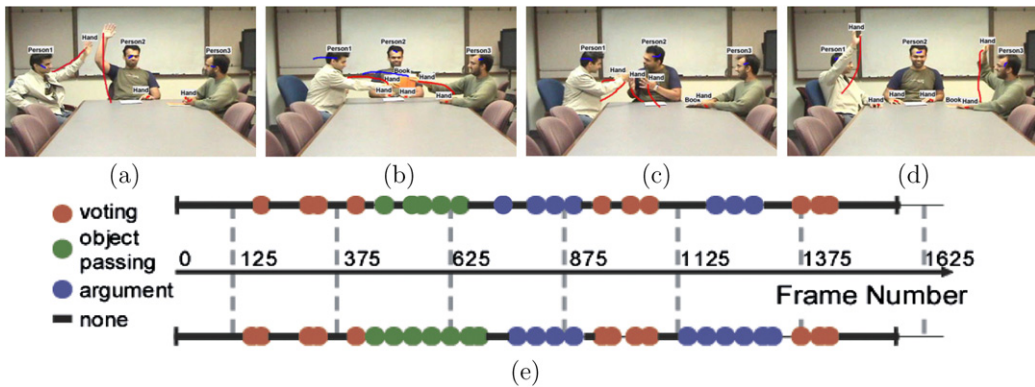 Person1 Hand Hand Person2 Person3 Hand Hand
Person1 Person2 Person3 Book Hand Hand Hand Hand Hand
Person1 Person2 Person3 Hand Hand Hand Hand Book
Hand Person1 Person2 Hand Person3 Hand Hand Hand Book Hand
(a) (b) (c) (d)
voting
object
passing
argument
none
0 125 375 625 875 1125 1375 1625
Frame Number
(e)